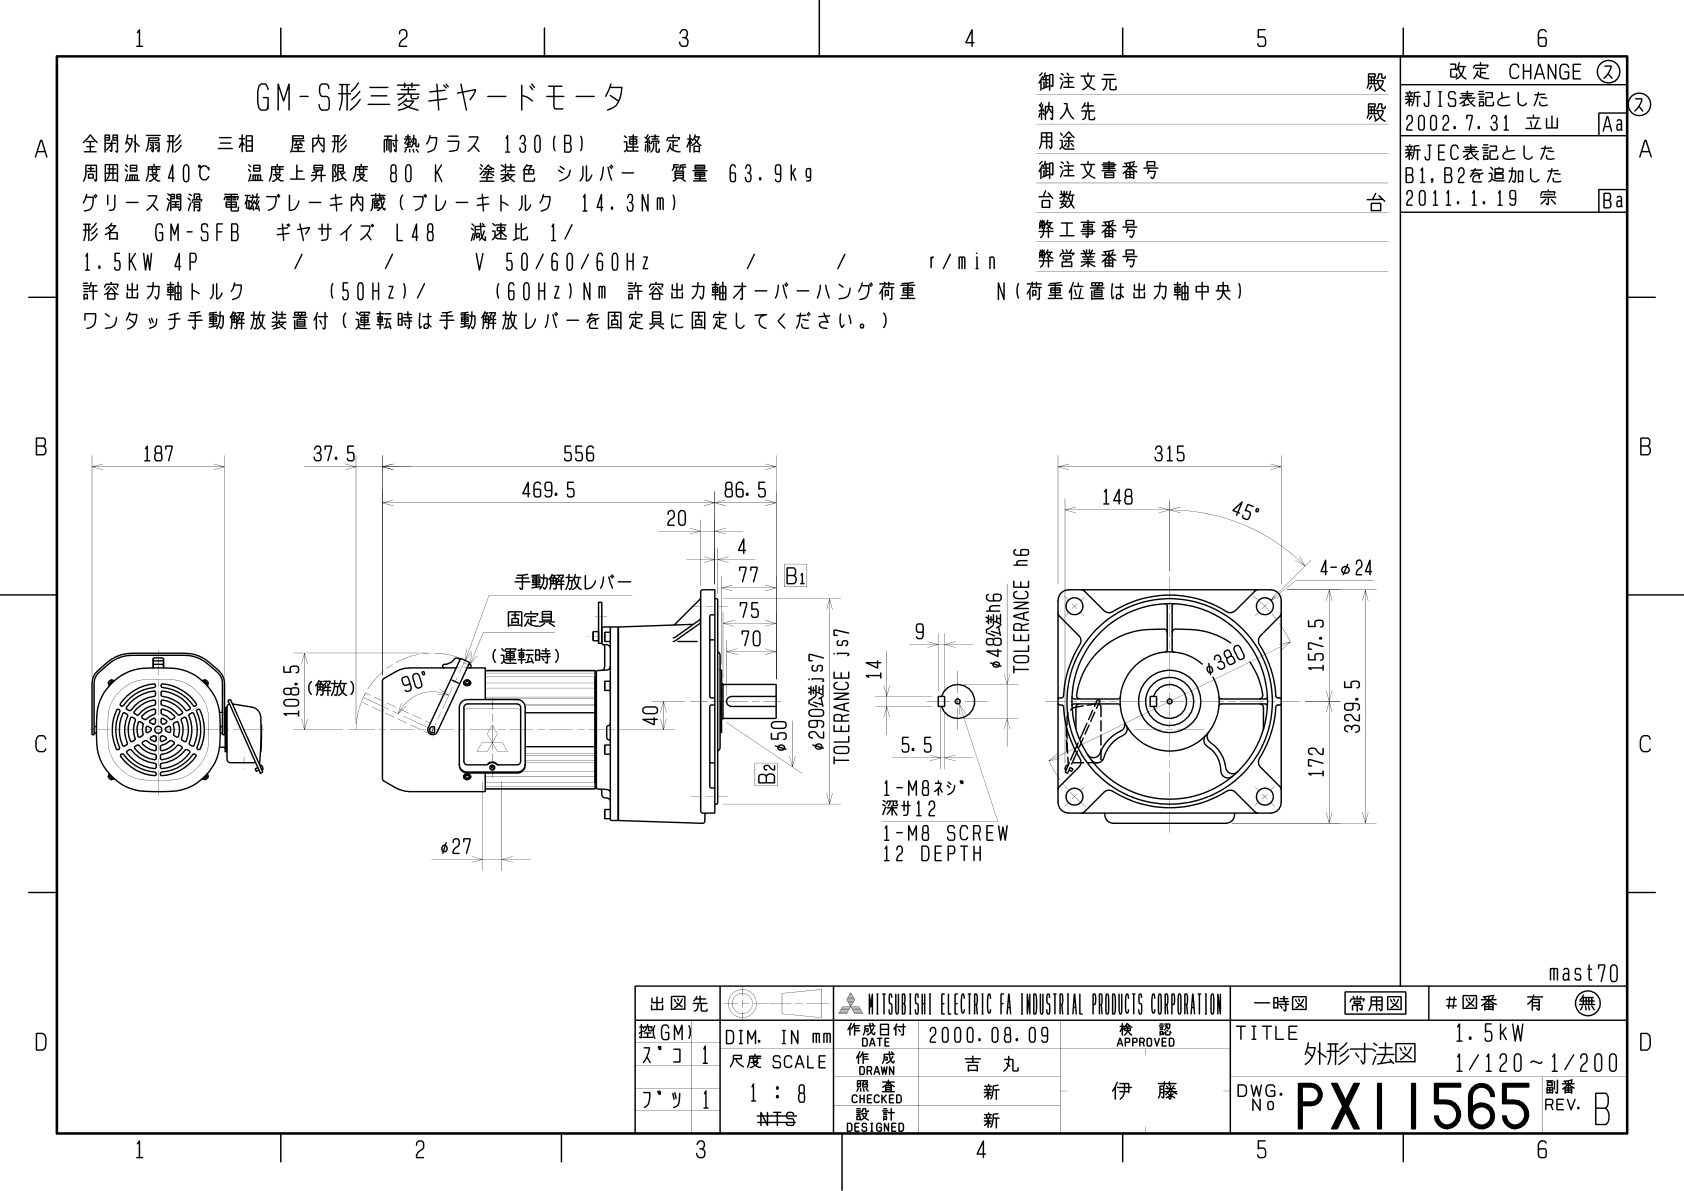 1 2 3 4 5 6
GM-S形三菱ギヤードモータ
全閉外扇形 三相 屋内形 耐熱クラス 130(B) 連続定格
周囲温度40℃ 温度上昇限度 80 K 塗装色 シルバー 質量 63.9kg
グリース潤滑 電磁ブレーキ内蔵(ブレーキトルク 14.3Nm)
形名 GM-SFB ギヤサイズ L48 減速比 1/
1.5KW 4P / / V 50/60/60Hz / / r/min
許容出力軸トルク (50Hz)/ (60Hz)Nm 許容出力軸オーバーハング荷重 N(荷重位置は出力軸中央)
ワンタッチ手動解放装置付(運転時は手動解放レバーを固定具に固定してください。)
御注文元 殿
納入先 殿
用途
御注文書番号
台数 台
弊工事番号
弊営業番号
改定 CHANGE ス
ス
新JIS表記とした
2002.7.31 立山 Aa
新JEC表記とした
B1,B2を追加した
2011.1.19 宗 Ba
A
A
B
B
C
C
D
D
187
37.5
556
469.5
86.5
20
4
77 B1
75
70
手動解放レバー
固定具
(運転時)
90°
108.5
(解放)
40
φ50
B2
φ290公差js7
TOLERANCE js7
φ27
9
14
5.5
φ48公差h6
TOLERANCE h6
1-M8ネジ
深サ12
1-M8 SCREW
12 DEPTH
315
148
45°
4-φ24
φ380
157.5
329.5
172
mast70
出図先
控(GM)
ズコ 1
ブツ 1
DIM. IN mm
尺度 SCALE
1 : 8
NTS
MITSUBISHI ELECTRIC FA INDUSTRIAL PRODUCTS CORPORATION
作成日付 DATE 2000.08.09
作成 DRAWN 吉丸
照査 CHECKED 新
設計 DESIGNED 新
検認 APPROVED
伊藤
一時図 常用図 #図番 有 無
TITLE 1.5kW
外形寸法図 1/120~1/200
DWG. No PX11565 副番 REV. B
1 2 3 4 5 6